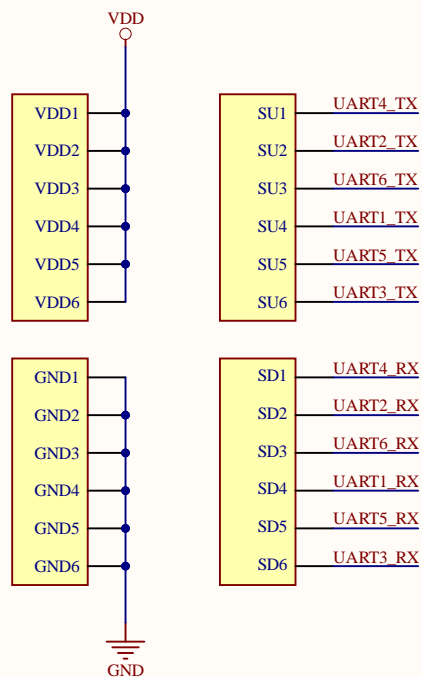 VDD
VDD1
VDD2
VDD3
VDD4
VDD5
VDD6
SU1 UART4_TX
SU2 UART2_TX
SU3 UART6_TX
SU4 UART1_TX
SU5 UART5_TX
SU6 UART3_TX
GND1
GND2
GND3
GND4
GND5
GND6
SD1 UART4_RX
SD2 UART2_RX
SD3 UART6_RX
SD4 UART1_RX
SD5 UART5_RX
SD6 UART3_RX
GND